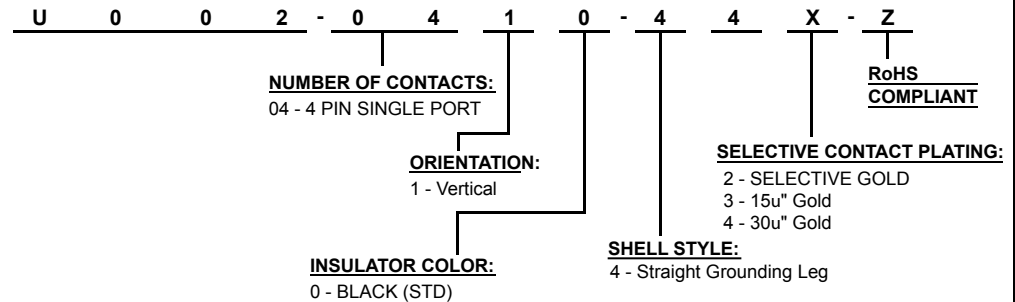 U 0 0 2 - 0 4 1 0 - 4 4 X - Z
NUMBER OF CONTACTS:
04 - 4 PIN SINGLE PORT
RoHS
COMPLIANT
ORIENTATION:
1 - Vertical
SELECTIVE CONTACT PLATING:
2 - SELECTIVE GOLD
3 - 15u" Gold
4 - 30u" Gold
INSULATOR COLOR:
0 - BLACK (STD)
SHELL STYLE:
4 - Straight Grounding Leg